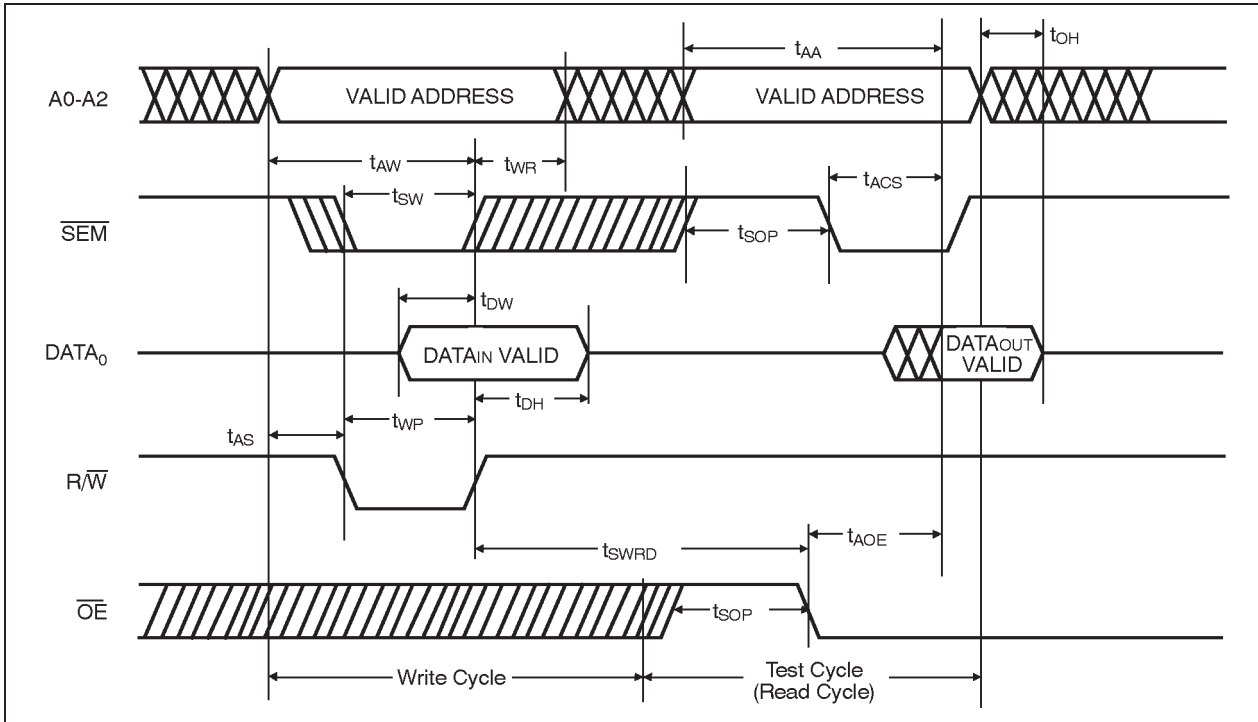 tAA
tOH
A0-A2
VALID ADDRESS
VALID ADDRESS
tAW
tWR
tSW
tACS
SEM
tSOP
tDW
DATA0
DATAIN VALID
DATAOUT
VALID
tDH
tWP
tAS
R/W
tSWRD
tAOE
OE
tSOP
Write Cycle
Test Cycle
(Read Cycle)